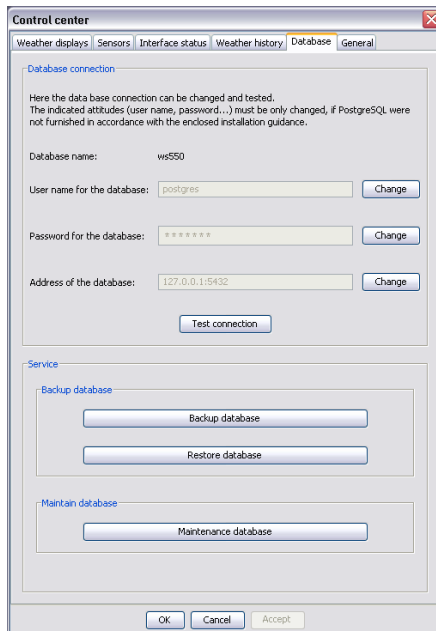 Control center
Weather displays Sensors Interface status Weather history Database General
Database connection
Here the data base connection can be changed and tested.
The indicated attitudes (user name, password...) must be only changed, if PostgreSQL were
not furnished in accordance with the enclosed installation guidance.
Database name: ws550
User name for the database: postgres Change
Password for the database: ******* Change
Address of the database: 127.0.0.1:5432 Change
Test connection
Service
Backup database
Backup database
Restore database
Maintain database
Maintenance database
OK Cancel Accept